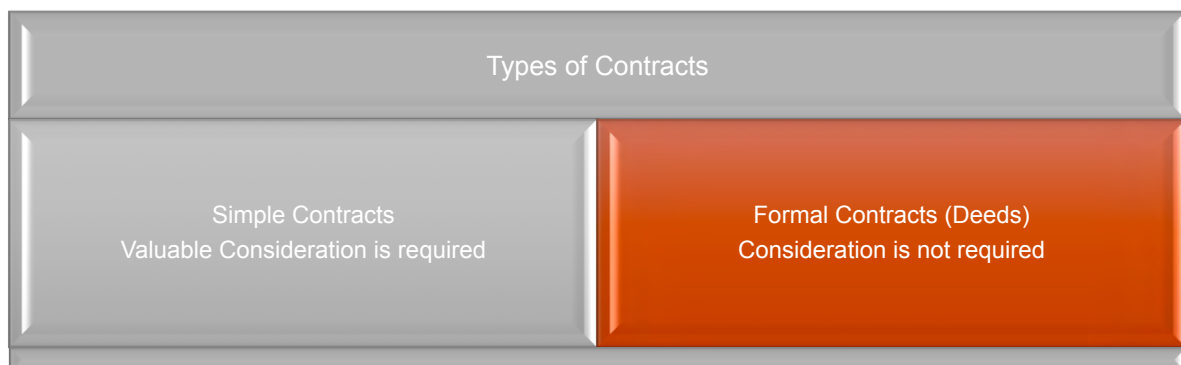 Types of Contracts
Simple Contracts
Valuable Consideration is required
Formal Contracts (Deeds)
Consideration is not required